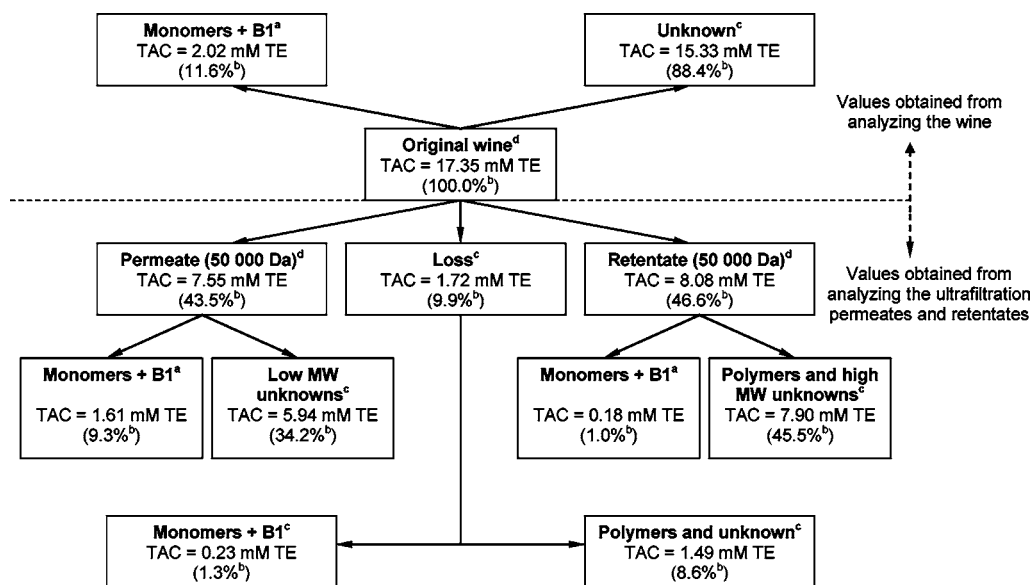 Monomers + B1ᵃ
TAC = 2.02 mM TE
(11.6%ᵇ)
Unknownᶜ
TAC = 15.33 mM TE
(88.4%ᵇ)
Values obtained from
analyzing the wine
Original wineᵈ
TAC = 17.35 mM TE
(100.0%ᵇ)
Permeate (50 000 Da)ᵈ
TAC = 7.55 mM TE
(43.5%ᵇ)
Lossᶜ
TAC = 1.72 mM TE
(9.9%ᵇ)
Retentate (50 000 Da)ᵈ
TAC = 8.08 mM TE
(46.6%ᵇ)
Values obtained from
analyzing the ultrafiltration
permeates and retentates
Monomers + B1ᵃ
TAC = 1.61 mM TE
(9.3%ᵇ)
Low MW
unknownsᶜ
TAC = 5.94 mM TE
(34.2%ᵇ)
Monomers + B1ᵃ
TAC = 0.18 mM TE
(1.0%ᵇ)
Polymers and high
MW unknownsᶜ
TAC = 7.90 mM TE
(45.5%ᵇ)
Monomers + B1ᶜ
TAC = 0.23 mM TE
(1.3%ᵇ)
Polymers and unknownᶜ
TAC = 1.49 mM TE
(8.6%ᵇ)